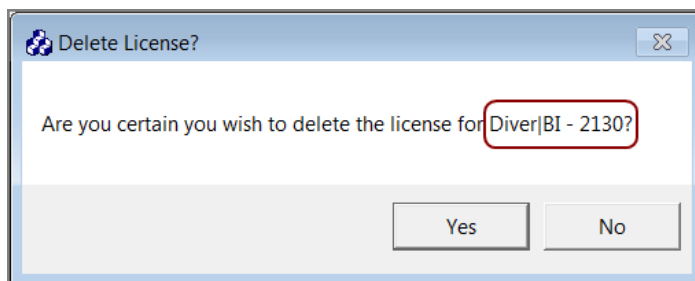 Delete License?
Are you certain you wish to delete the license for Diver|BI - 2130?
Yes
No